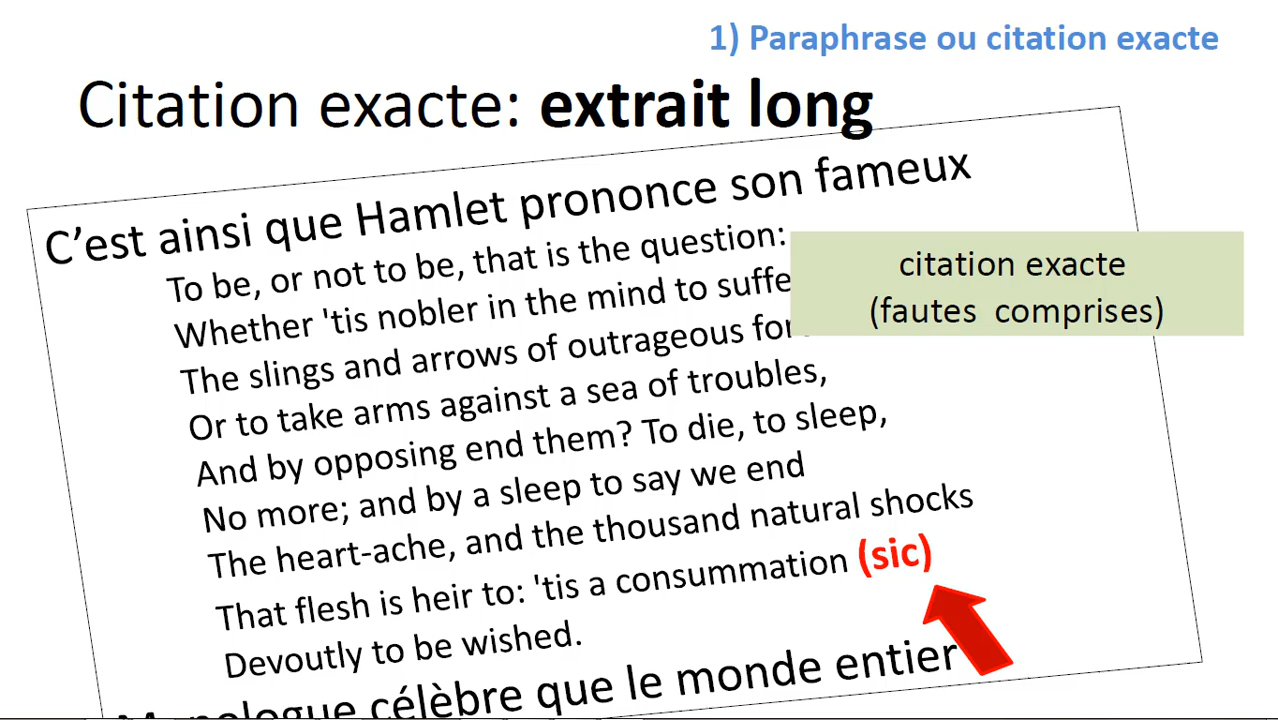 1) Paraphrase ou citation exacte
Citation exacte: extrait long
C’est ainsi que Hamlet prononce son fameux
To be, or not to be, that is the question:
Whether 'tis nobler in the mind to
The slings and arrows of outrageous
Or to take arms against a sea of troubles,
And by opposing end them? To die, to sleep,
No more; and by a sleep to say we end
The heart-ache, and the thousand natural shocks
That flesh is heir to: 'tis a consummation (sic)
Devoutly to be wished.
célèbre que le monde entier
citation exacte
(fautes comprises)